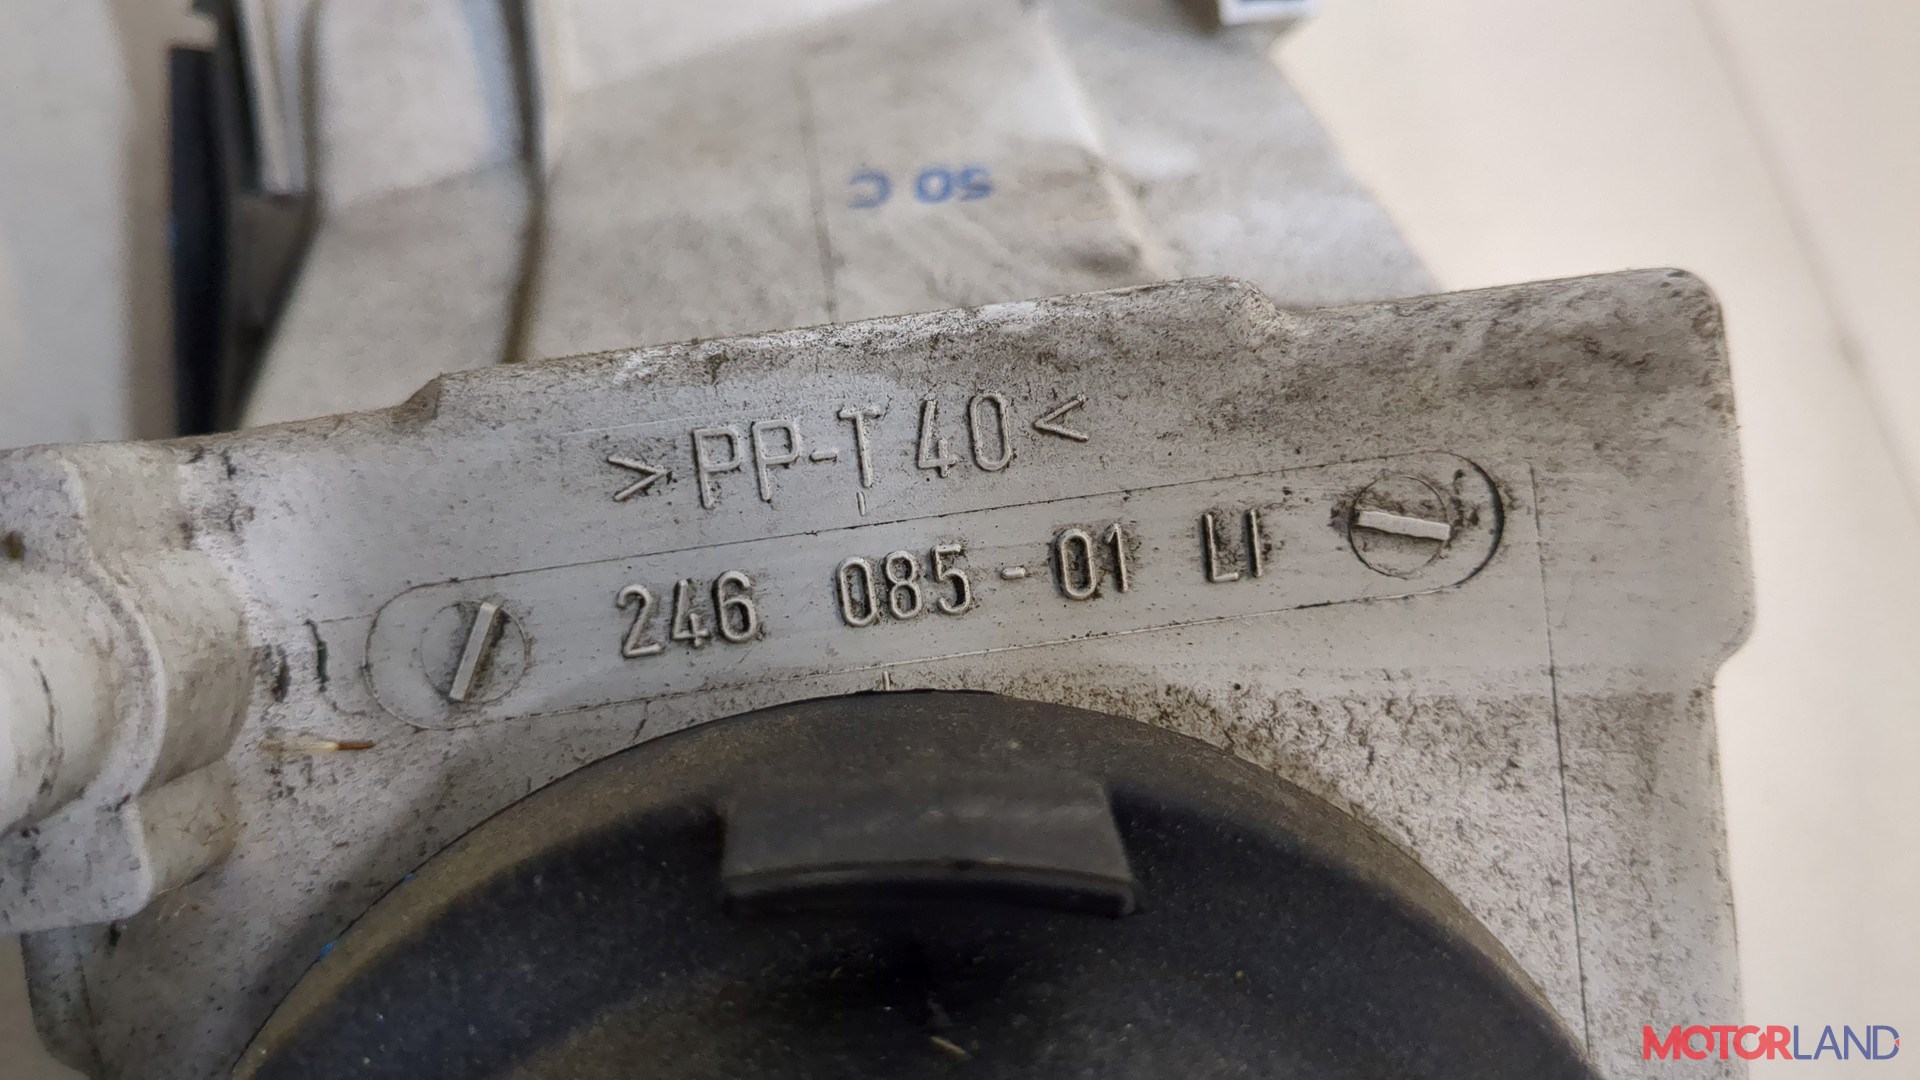 50 C
>PP-T40<
246 085-01 LI
MOTORLAND